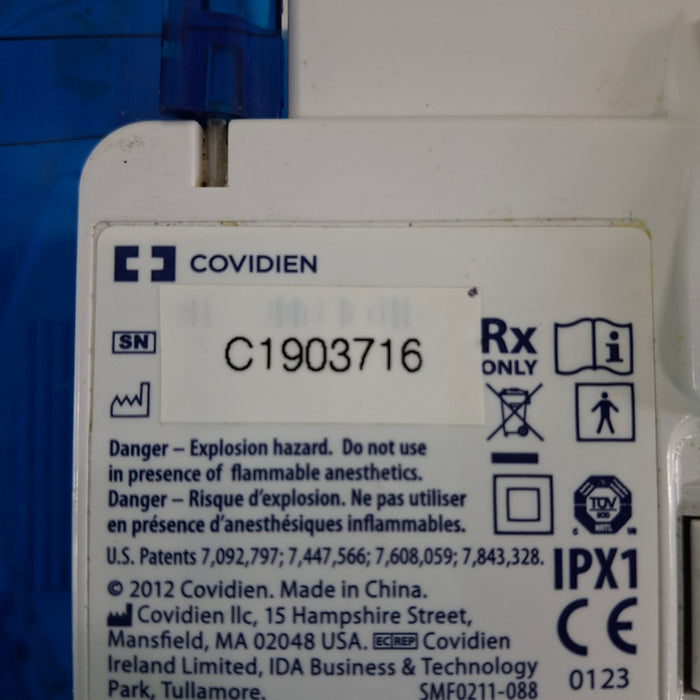 COVIDIEN
SN
C1903716
Rx
ONLY
i
Danger – Explosion hazard. Do not use
in presence of flammable anesthetics.
Danger – Risque d'explosion. Ne pas utiliser
en présence d'anesthésiques inflammables.
TUV
NRTL
U.S. Patents 7,092,797; 7,447,566; 7,608,059; 7,843,328.
IPX1
© 2012 Covidien. Made in China.
Covidien llc, 15 Hampshire Street,
Mansfield, MA 02048 USA. EC REP Covidien
Ireland Limited, IDA Business & Technology
Park, Tullamore.
SMF0211-088
CE
0123